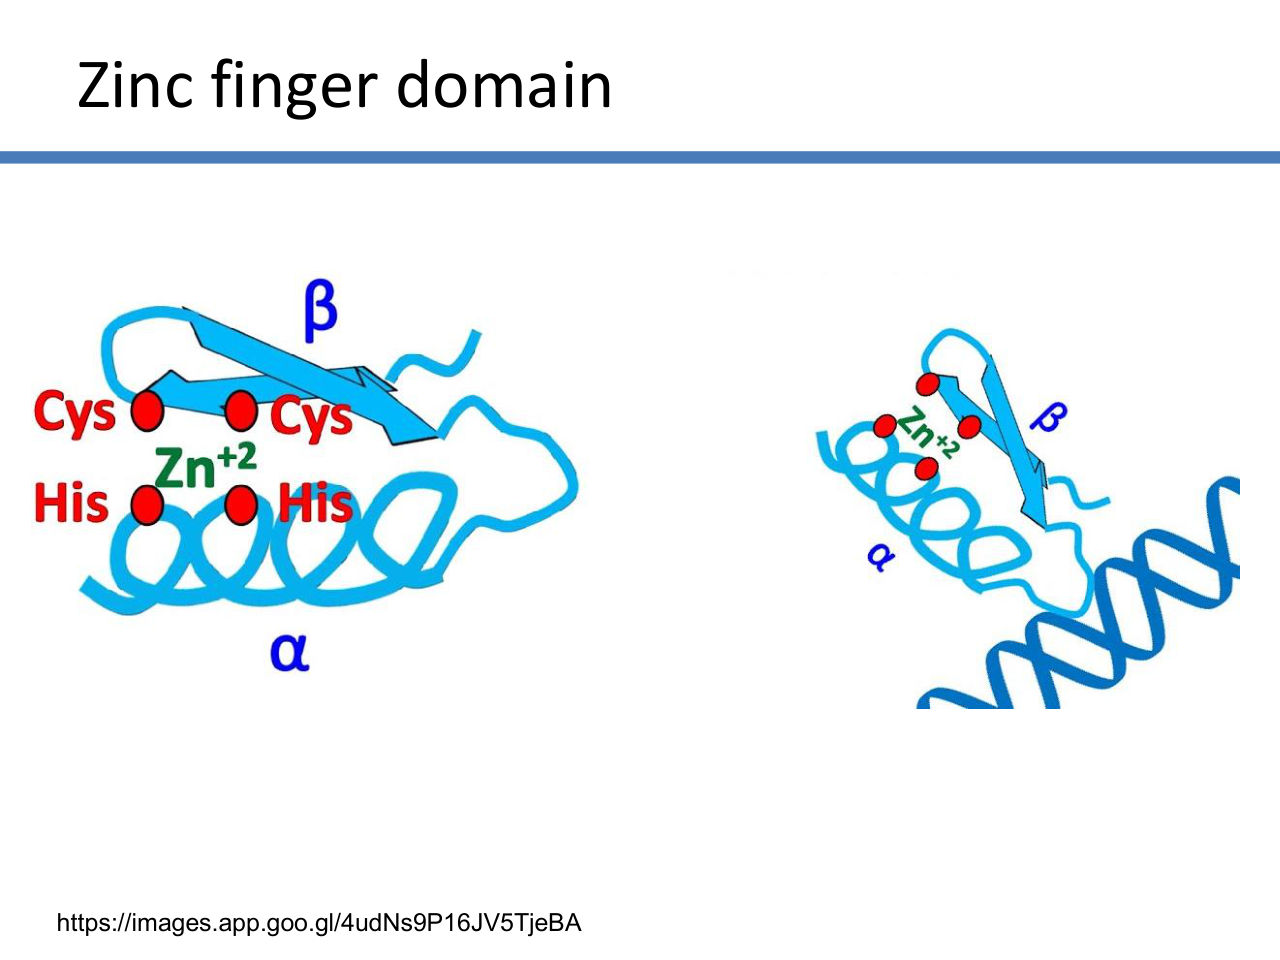 Zinc finger domain
β
Cys Cys
Zn+2
His His
α
β
Zn+2
α
https://images.app.goo.gl/4udNs9P16JV5TjeBA